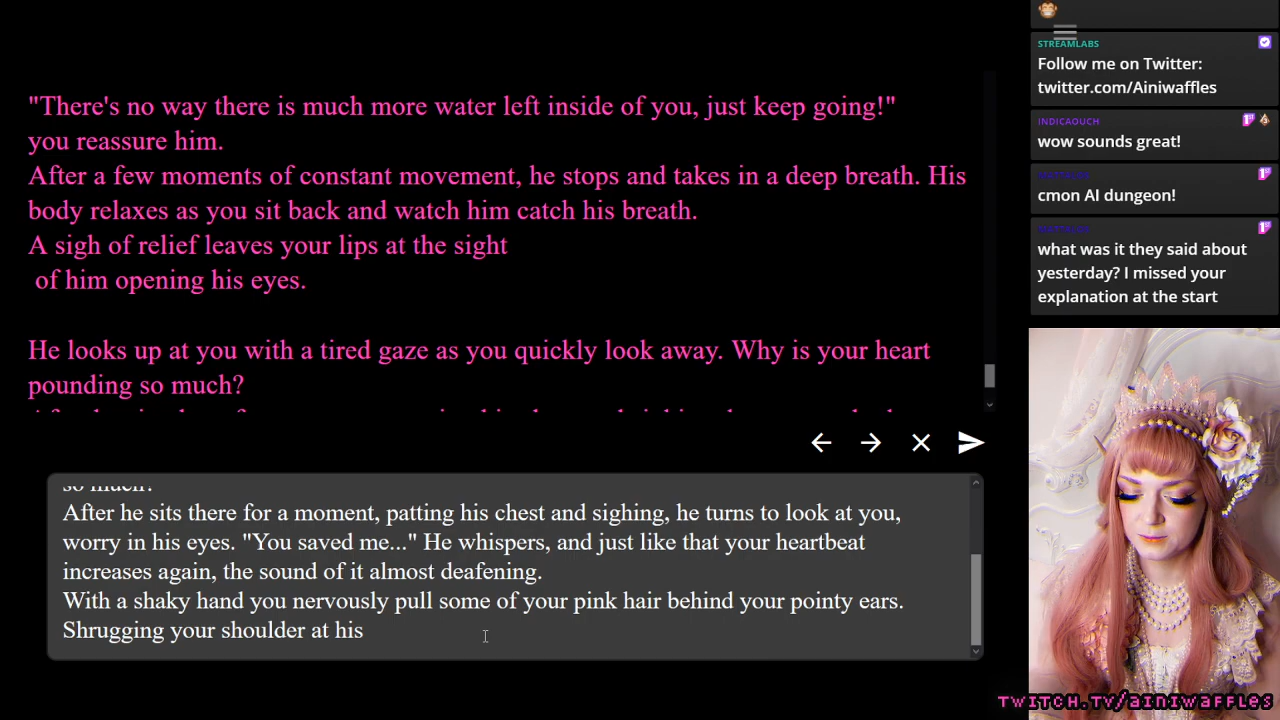 "There's no way there is much more water left inside of you, just keep going!"
you reassure him.
After a few moments of constant movement, he stops and takes in a deep breath. His
body relaxes as you sit back and watch him catch his breath.
A sigh of relief leaves your lips at the sight
of him opening his eyes.
He looks up at you with a tired gaze as you quickly look away. Why is your heart
pounding so much?
so much?
After he sits there for a moment, patting his chest and sighing, he turns to look at you,
worry in his eyes. "You saved me..." He whispers, and just like that your heartbeat
increases again, the sound of it almost deafening.
With a shaky hand you nervously pull some of your pink hair behind your pointy ears.
Shrugging your shoulder at his
STREAMLABS
Follow me on Twitter:
twitter.com/Ainiwaffles
INDICAOUCH
wow sounds great!
cmon AI dungeon!
what was it they said about
yesterday? I missed your
explanation at the start
TWITCH.TV/AINIWAFFLES